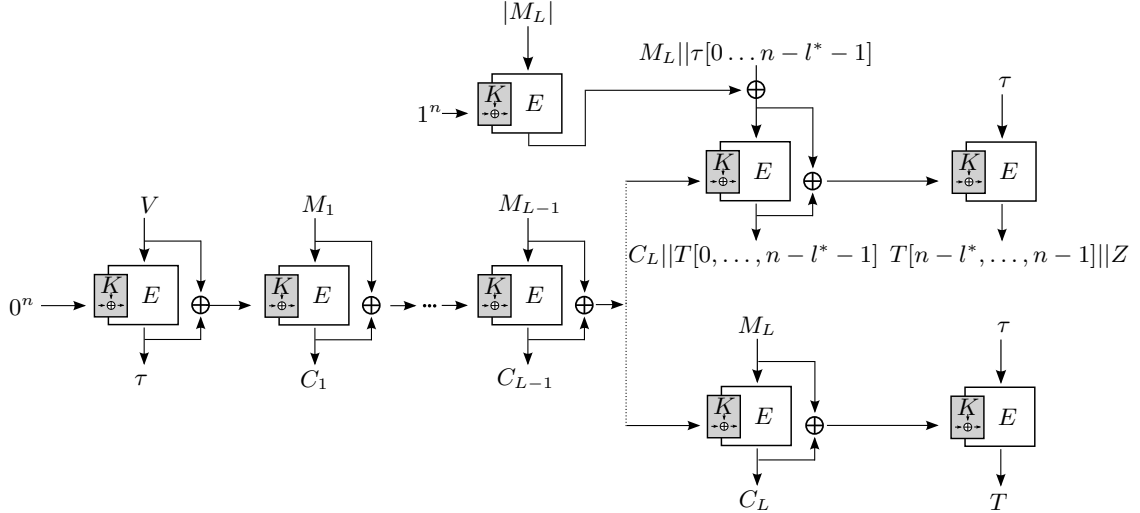 |M_L|
M_L||τ[0 … n − l* − 1]
τ
K
E
1^n
K
E
K
E
V
M_1
M_{L−1}
C_L||T[0, …, n − l* − 1]
T[n − l*, …, n − 1]||Z
0^n
K
E
K
E
...
K
E
τ
C_1
C_{L−1}
M_L
τ
K
E
K
E
C_L
T